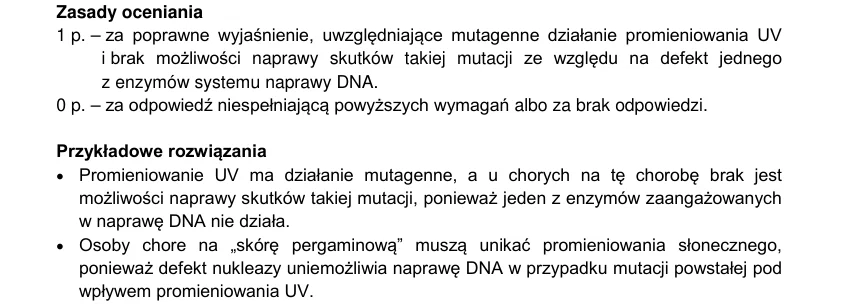 Zasady oceniania
1 p. – za poprawne wyjaśnienie, uwzględniające mutagenne działanie promieniowania UV
i brak możliwości naprawy skutków takiej mutacji ze względu na defekt jednego
z enzymów systemu naprawy DNA.
0 p. – za odpowiedź niespełniającą powyższych wymagań albo za brak odpowiedzi.
Przykładowe rozwiązania
• Promieniowanie UV ma działanie mutagenne, a u chorych na tę chorobę brak jest
możliwości naprawy skutków takiej mutacji, ponieważ jeden z enzymów zaangażowanych
w naprawę DNA nie działa.
• Osoby chore na „skórę pergaminową” muszą unikać promieniowania słonecznego,
ponieważ defekt nukleazy uniemożliwia naprawę DNA w przypadku mutacji powstałej pod
wpływem promieniowania UV.